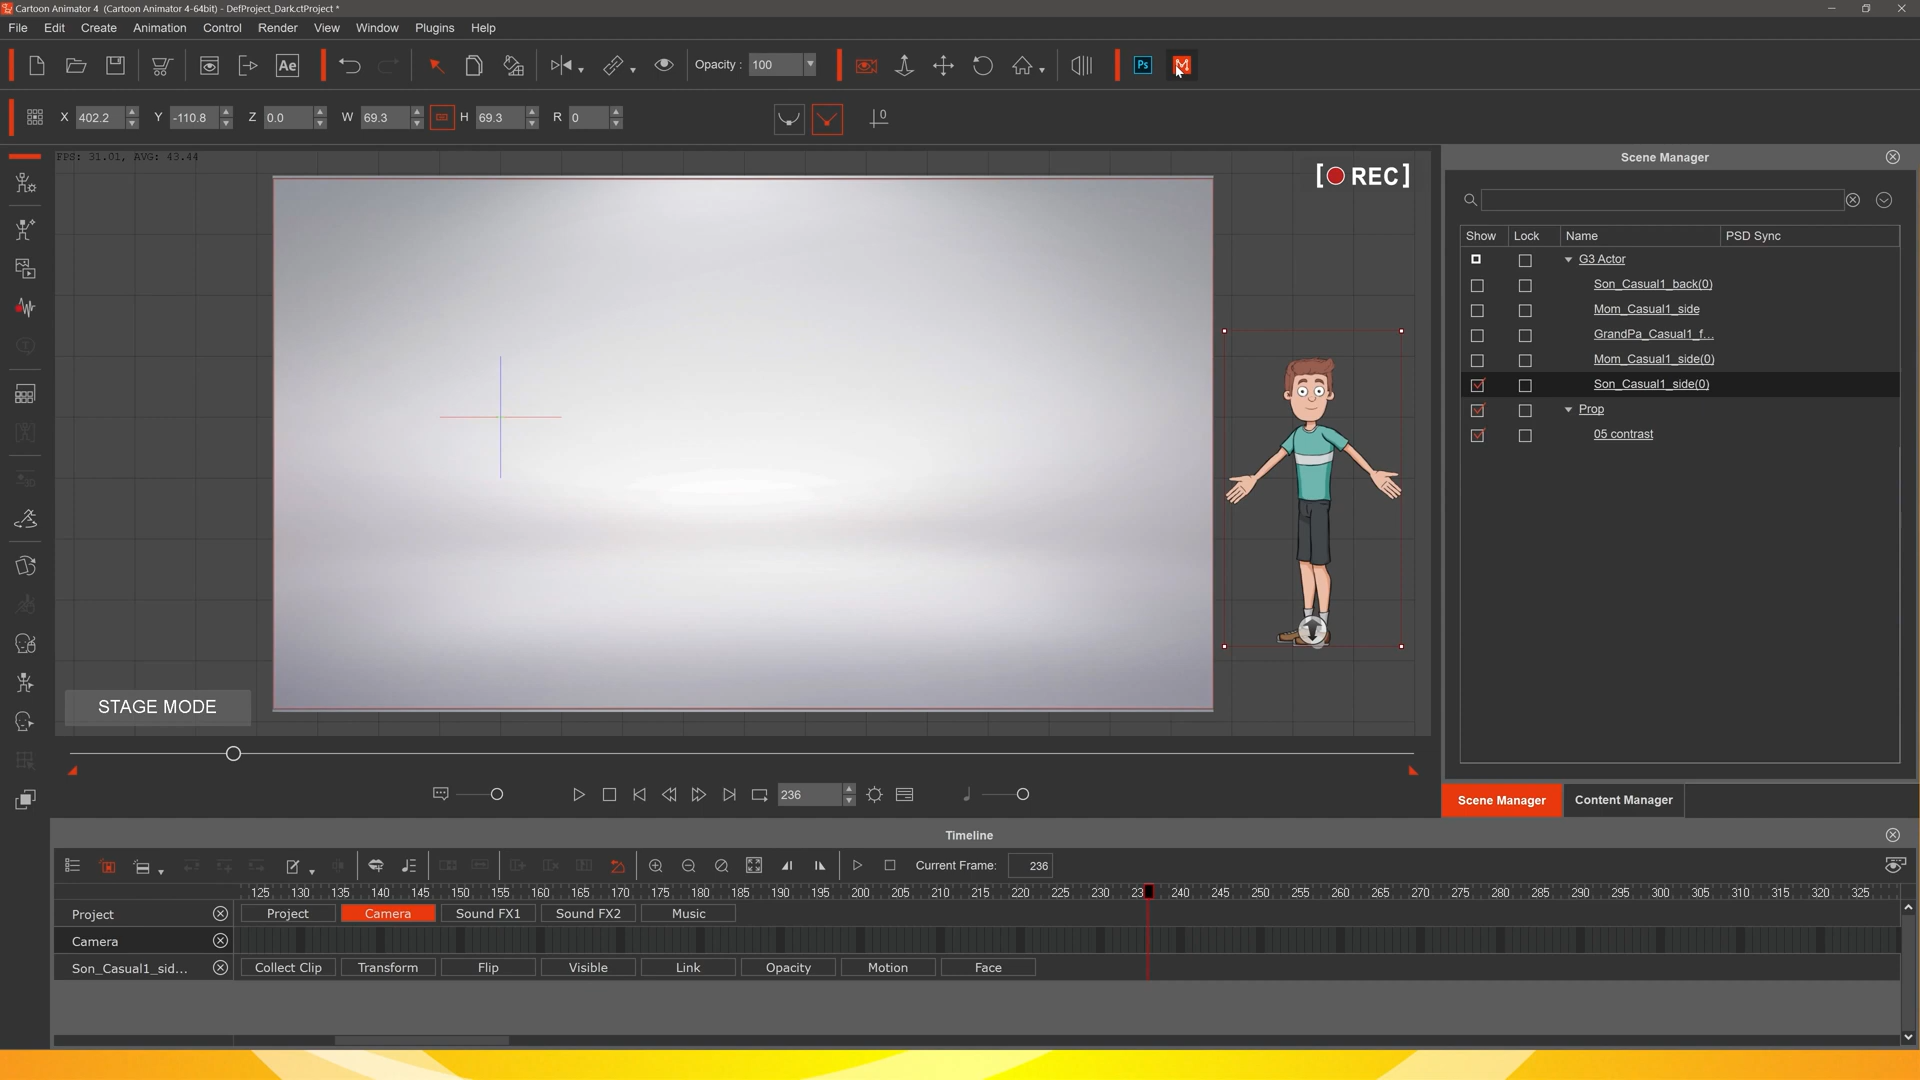 Cartoon Animator 4 (Cartoon Animator 4-64bit) - DefProject_Dark.ctProject *
File Edit Create Animation Control Render View Window Plugins Help
Ae Opacity : 100 Ps
X 402.2 Y -110.8 Z 0.0 W 69.3 H 69.3 R 0 0
FPS: 31.01, AVG: 43.44
[ REC]
STAGE MODE
Scene Manager
Show Lock Name PSD Sync
G3 Actor
Son_Casual1_back(0)
Mom_Casual1_side
GrandPa_Casual1_f...
Mom_Casual1_side(0)
Son_Casual1_side(0)
Prop
05 contrast
236
Scene Manager Content Manager
Timeline
Current Frame: 236
125 130 135 140 145 150 155 160 165 170 175 180 185 190 195 200 205 210 215 220 225 230 23 240 245 250 255 260 265 270 275 280 285 290 295 300 305 310 315 320 325
Project Project Camera Sound FX1 Sound FX2 Music
Camera
Son_Casual1_sid... Collect Clip Transform Flip Visible Link Opacity Motion Face